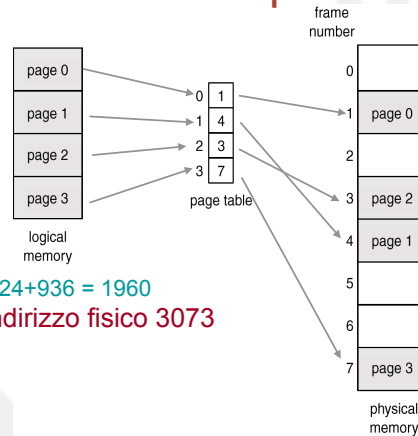 frame
number
page 0
page 1
page 2
page 3
logical
memory
0 1
1 4
2 3
3 7
page table
0
1 page 0
2
3 page 2
4 page 1
5
6
7 page 3
physical
memory
24+936 = 1960
ndirizzo fisico 3073